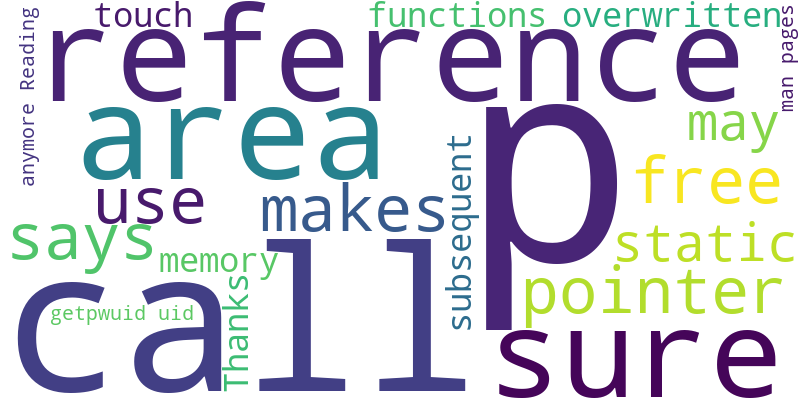 touch
functions
overwritten
anymore Reading
reference
man pages
area
p
may
use
makes
subsequent
free
says
memory
static
call
getpwuid uid
Thanks
pointer
sure